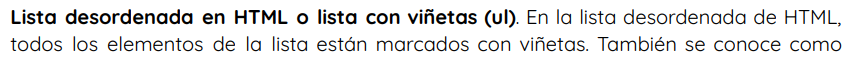 Lista desordenada en HTML o lista con viñetas (ul). En la lista desordenada de HTML,
todos los elementos de la lista están marcados con viñetas. También se conoce como